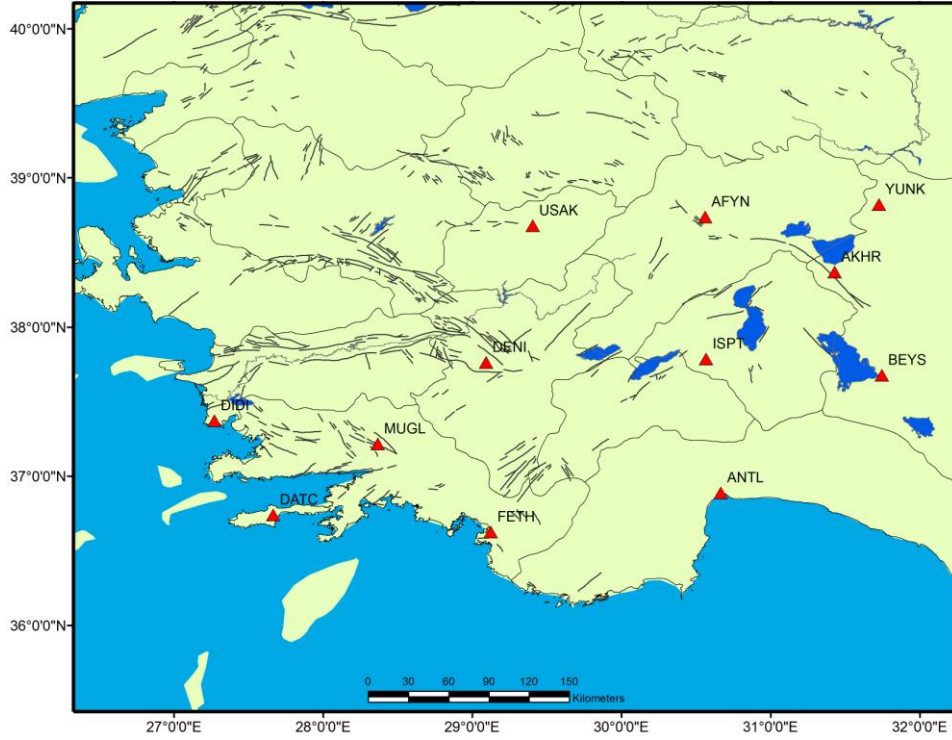 40°0'0"N
39°0'0"N
38°0'0"N
37°0'0"N
36°0'0"N
YUNK
AFYN
USAK
AKHR
DENI
ISPT
BEYS
DIDI
MUGL
ANTL
DATC
FETH
0 30 60 90 120 150
Kilometers
27°0'0"E 28°0'0"E 29°0'0"E 30°0'0"E 31°0'0"E 32°0'0"E